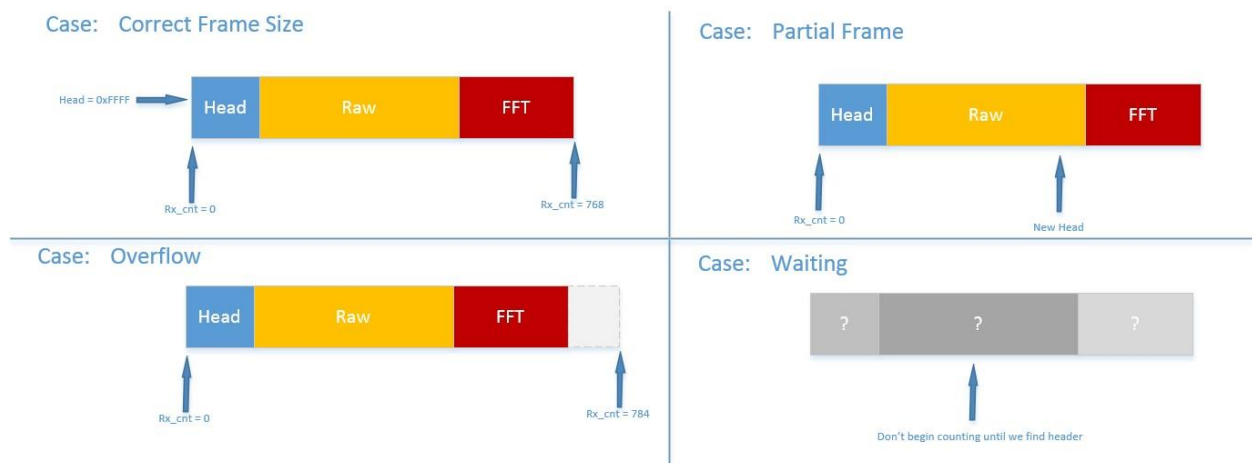 Case: Correct Frame Size
Head = 0xFFFF
Head
Raw
FFT
Rx_cnt = 0
Rx_cnt = 768
Case: Partial Frame
Head
Raw
FFT
Rx_cnt = 0
New Head
Case: Overflow
Head
Raw
FFT
Rx_cnt = 0
Rx_cnt = 784
Case: Waiting
?
?
?
Don't begin counting until we find header